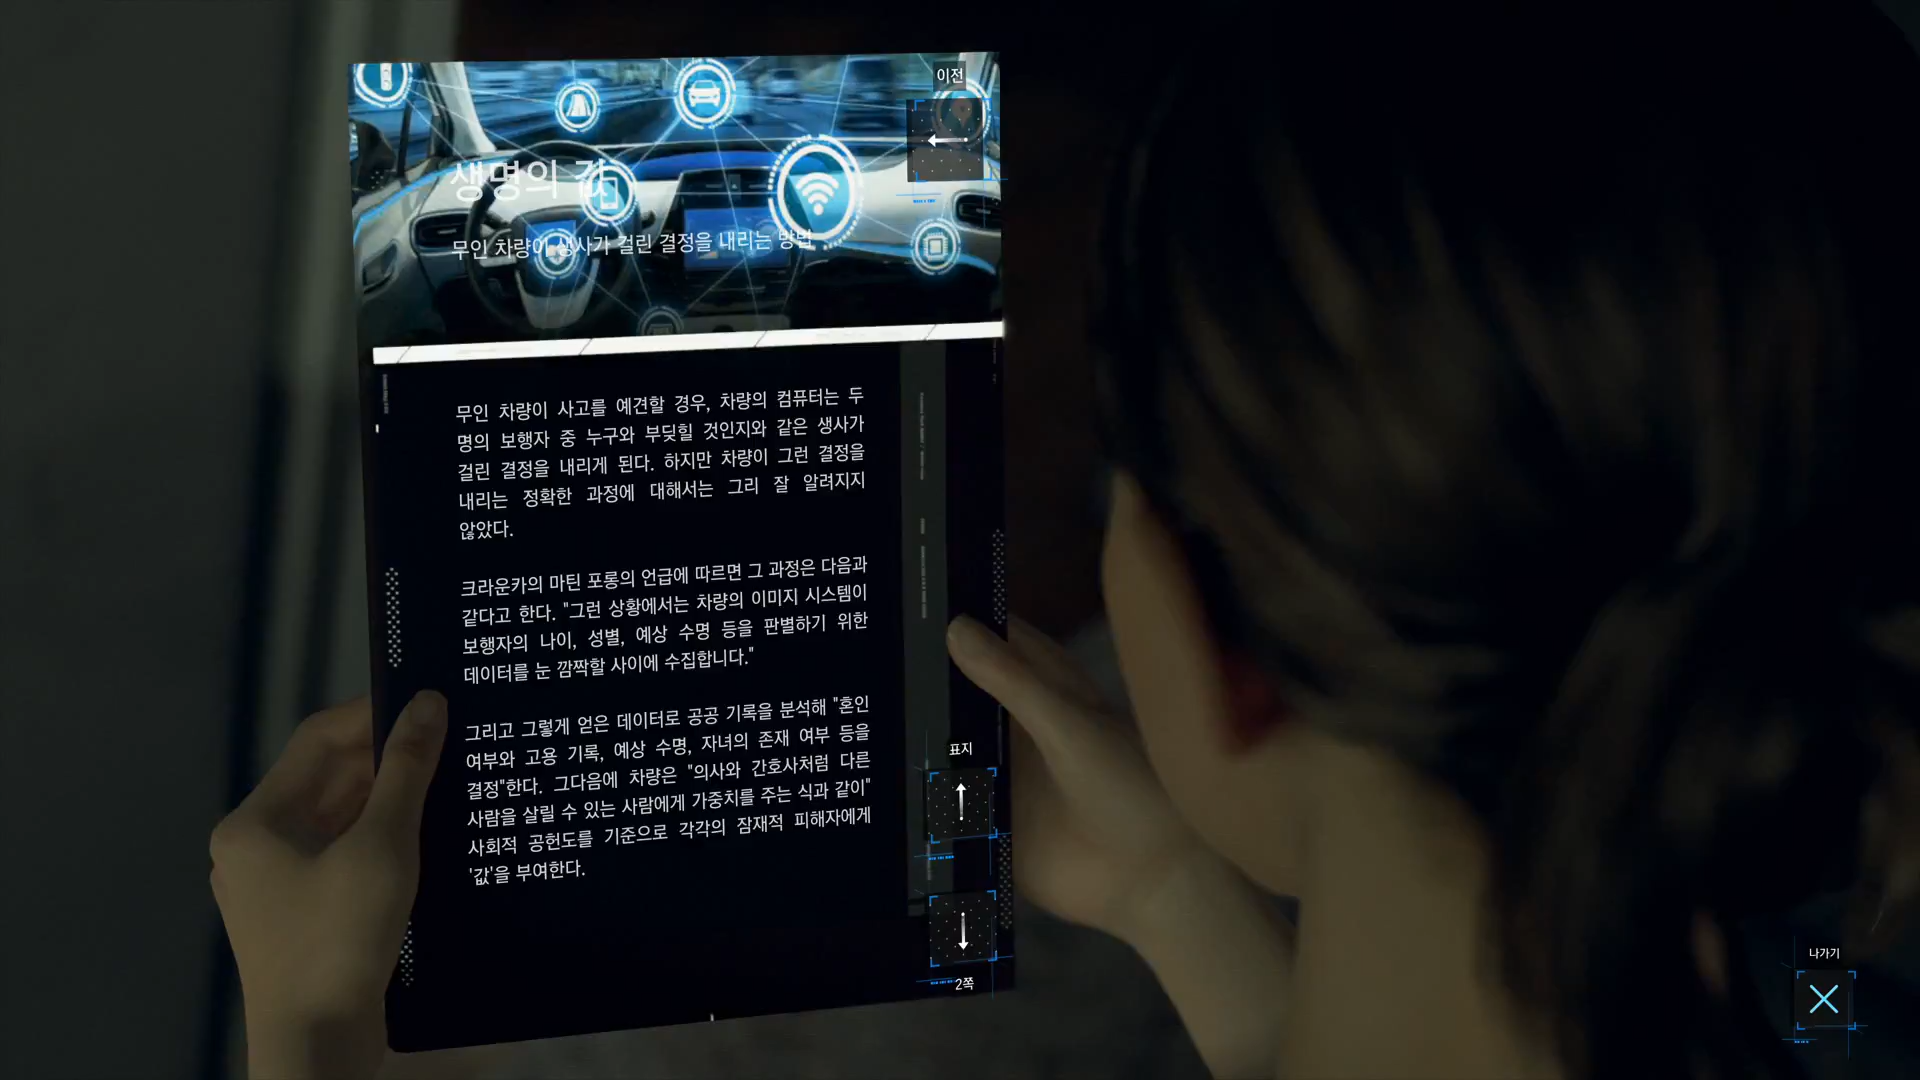 이전
생명의 값
무인 차량이 생사가 걸린 결정을 내리는 방법
무인 차량이 사고를 예견할 경우, 차량의 컴퓨터는 두
명의 보행자 중 누구와 부딪힐 것인지와 같은 생사가
걸린 결정을 내리게 된다. 하지만 차량이 그런 결정을
내리는 정확한 과정에 대해서는 그리 잘 알려지지
않았다.
크라운카의 마틴 포롱의 언급에 따르면 그 과정은 다음과
같다고 한다. "그런 상황에서는 차량의 이미지 시스템이
보행자의 나이, 성별, 예상 수명 등을 판별하기 위한
데이터를 눈 깜짝할 사이에 수집합니다."
그리고 그렇게 얻은 데이터로 공공 기록을 분석해 "혼인
여부와 고용 기록, 예상 수명, 자녀의 존재 여부 등을
결정"한다. 그다음에 차량은 "의사와 간호사처럼 다른
사람을 살릴 수 있는 사람에게 가중치를 주는 식과 같이"
사회적 공헌도를 기준으로 각각의 잠재적 피해자에게
'값'을 부여한다.
표지
2쪽
나가기